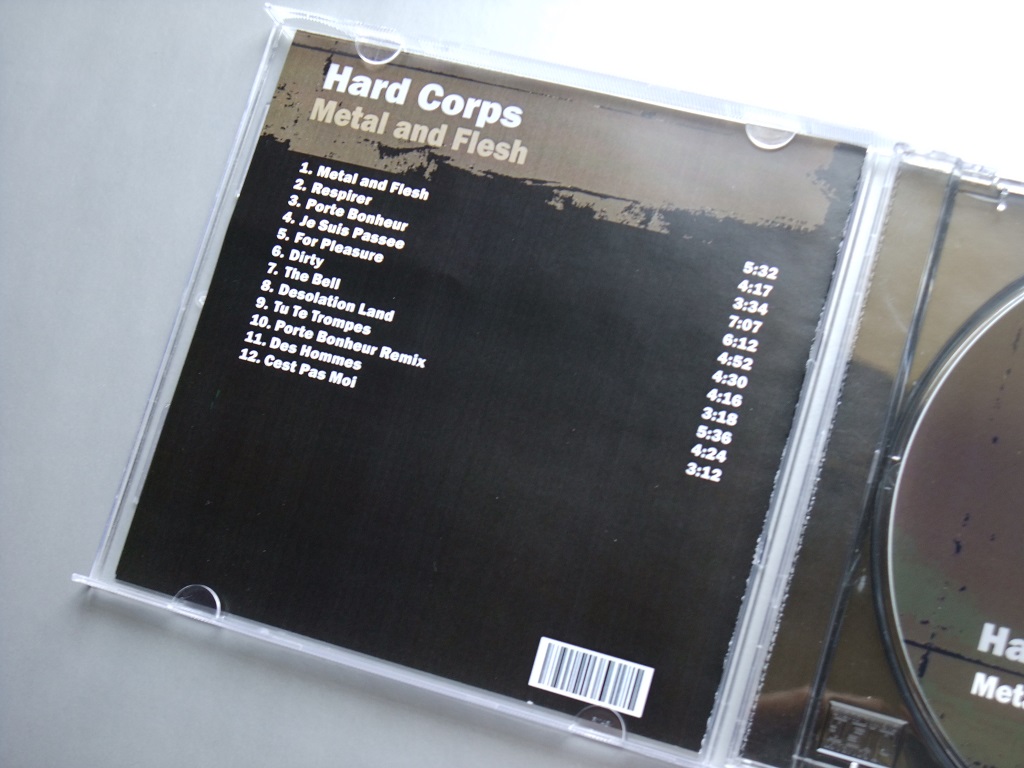 Hard Corps
Metal and Flesh
1. Metal and Flesh 5:32
2. Respirer 4:17
3. Porte Bonheur 3:34
4. Je Suis Passee 7:07
5. For Pleasure 6:12
6. Dirty 4:52
7. The Bell 4:30
8. Desolation Land 4:16
9. Tu Te Trompes 3:18
10. Porte Bonheur Remix 5:36
11. Des Hommes 4:24
12. Cest Pas Moi 3:12
Ha
Met